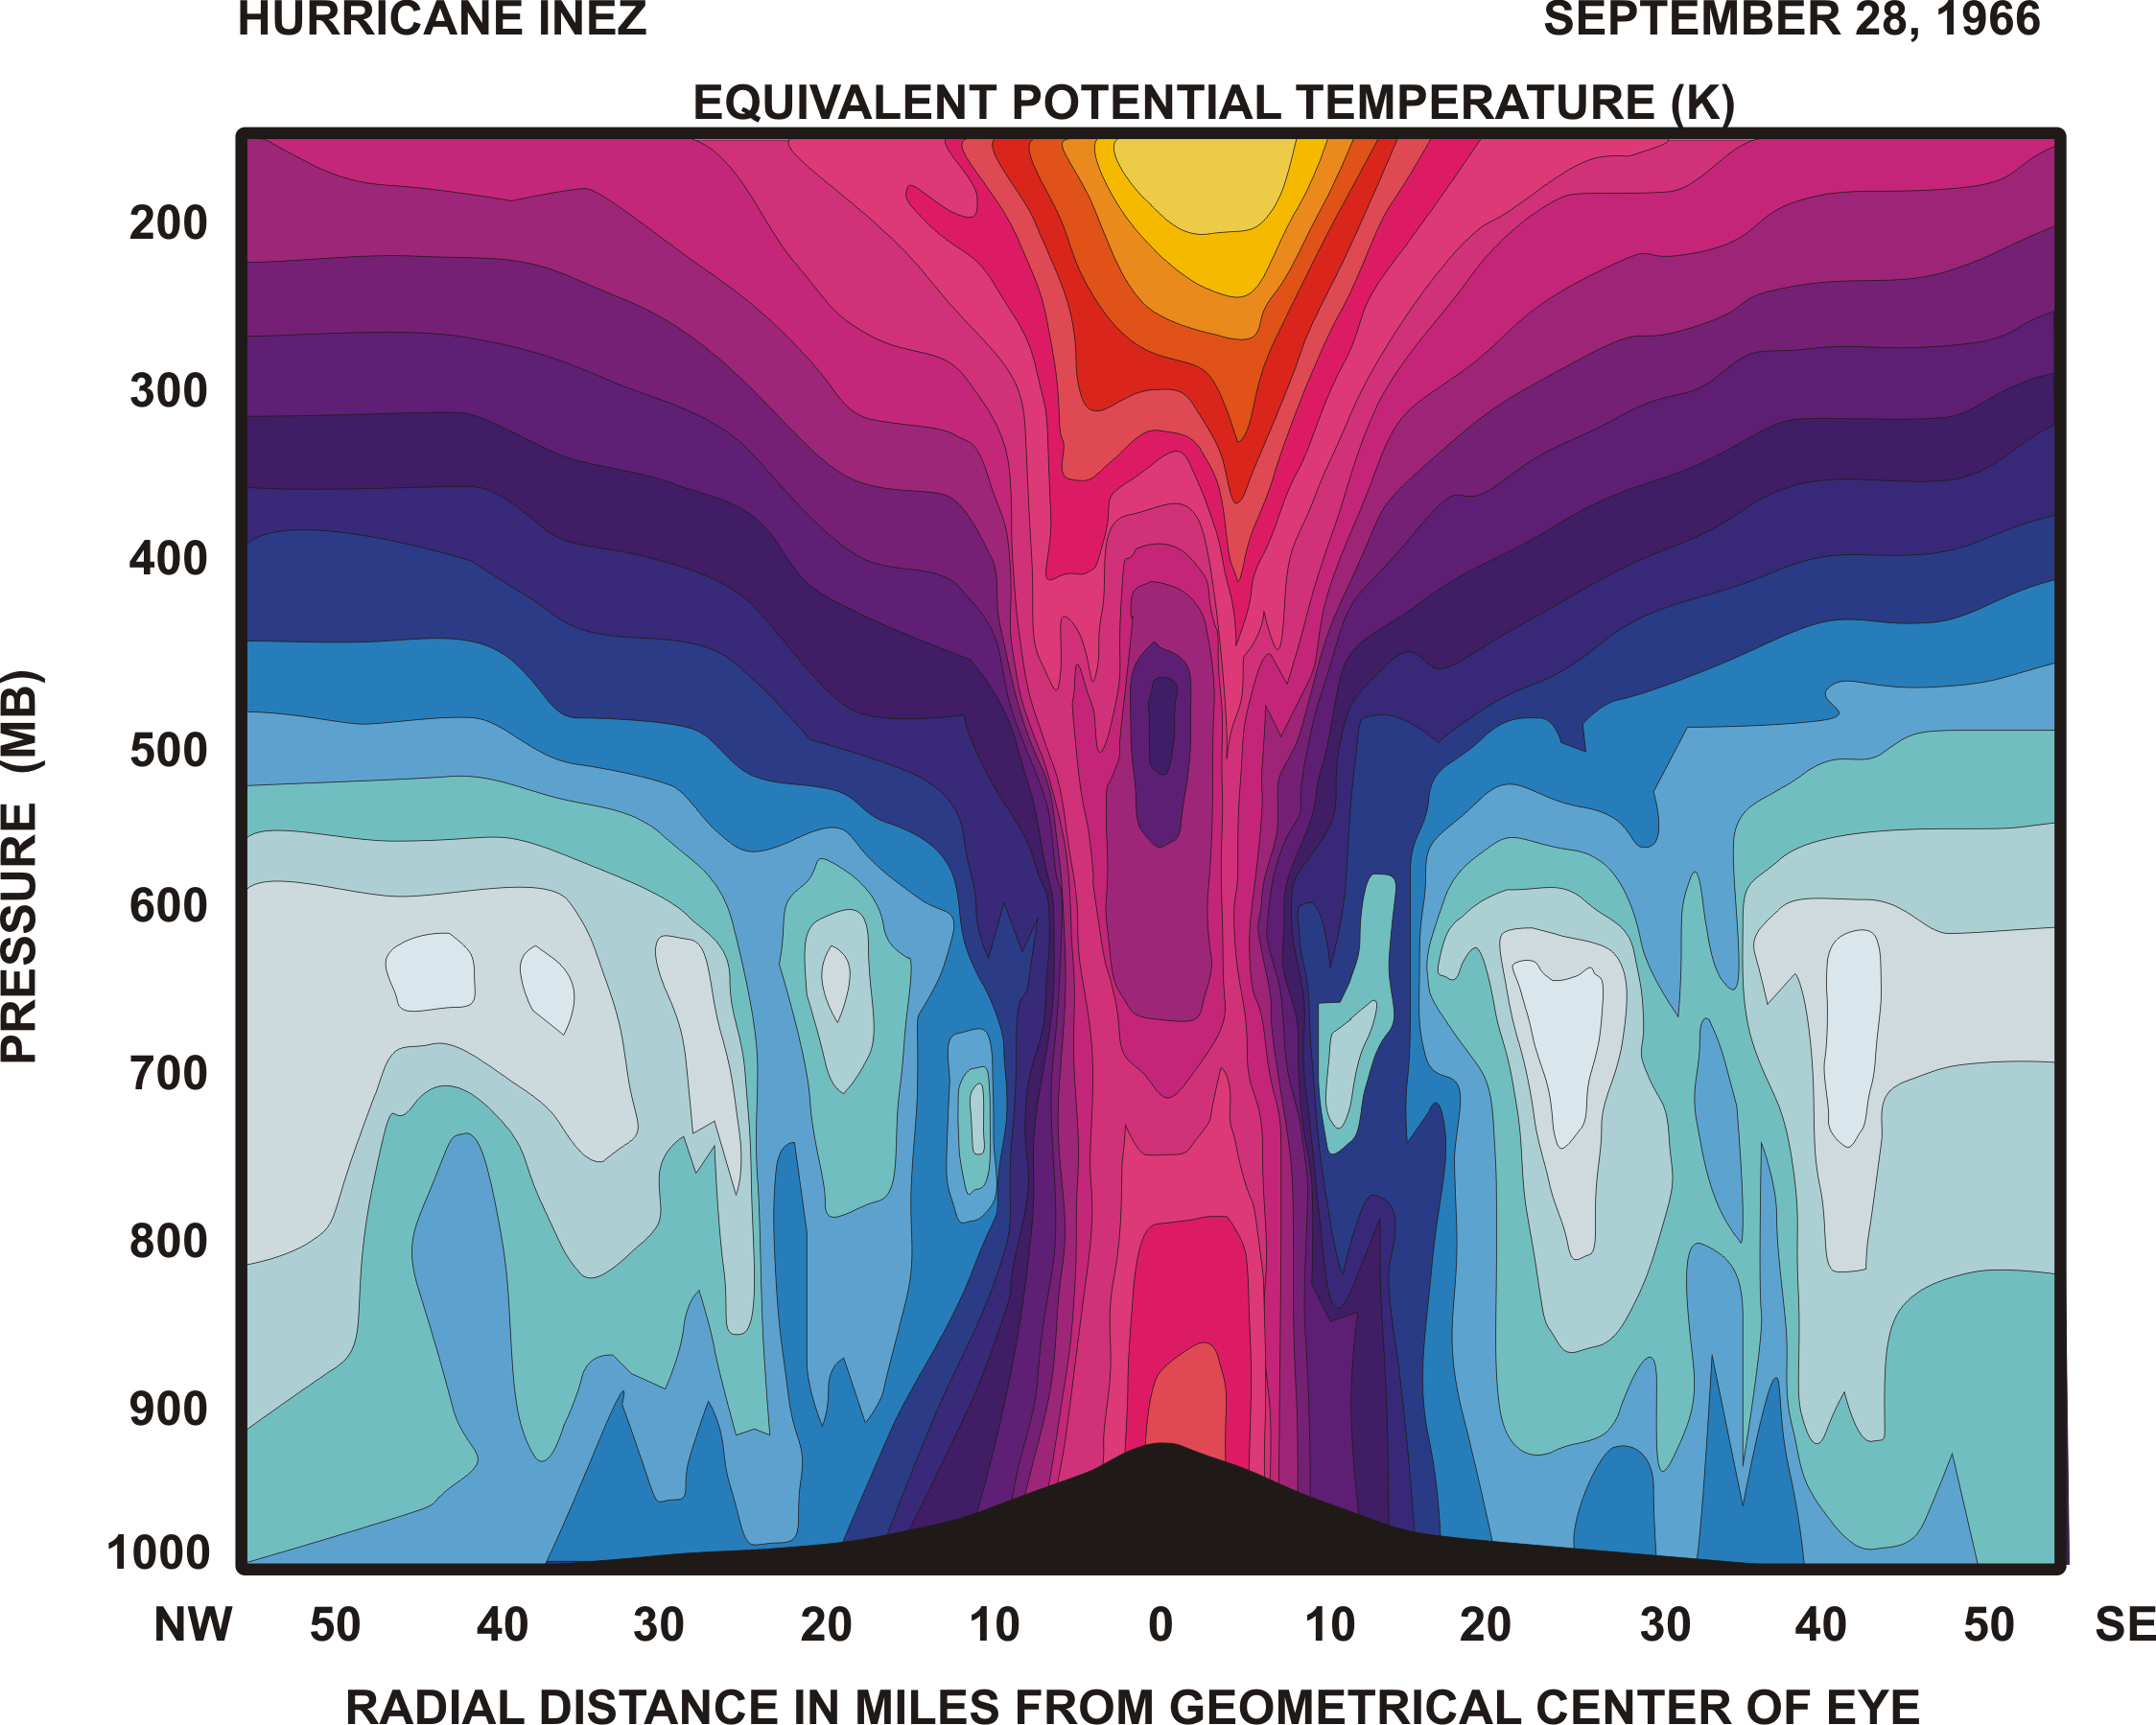 HURRICANE INEZ
SEPTEMBER 28, 1966
EQUIVALENT POTENTIAL TEMPERATURE (K)
PRESSURE (MB)
200
300
400
500
600
700
800
900
1000
NW 50 40 30 20 10 0 10 20 30 40 50 SE
RADIAL DISTANCE IN MILES FROM GEOMETRICAL CENTER OF EYE